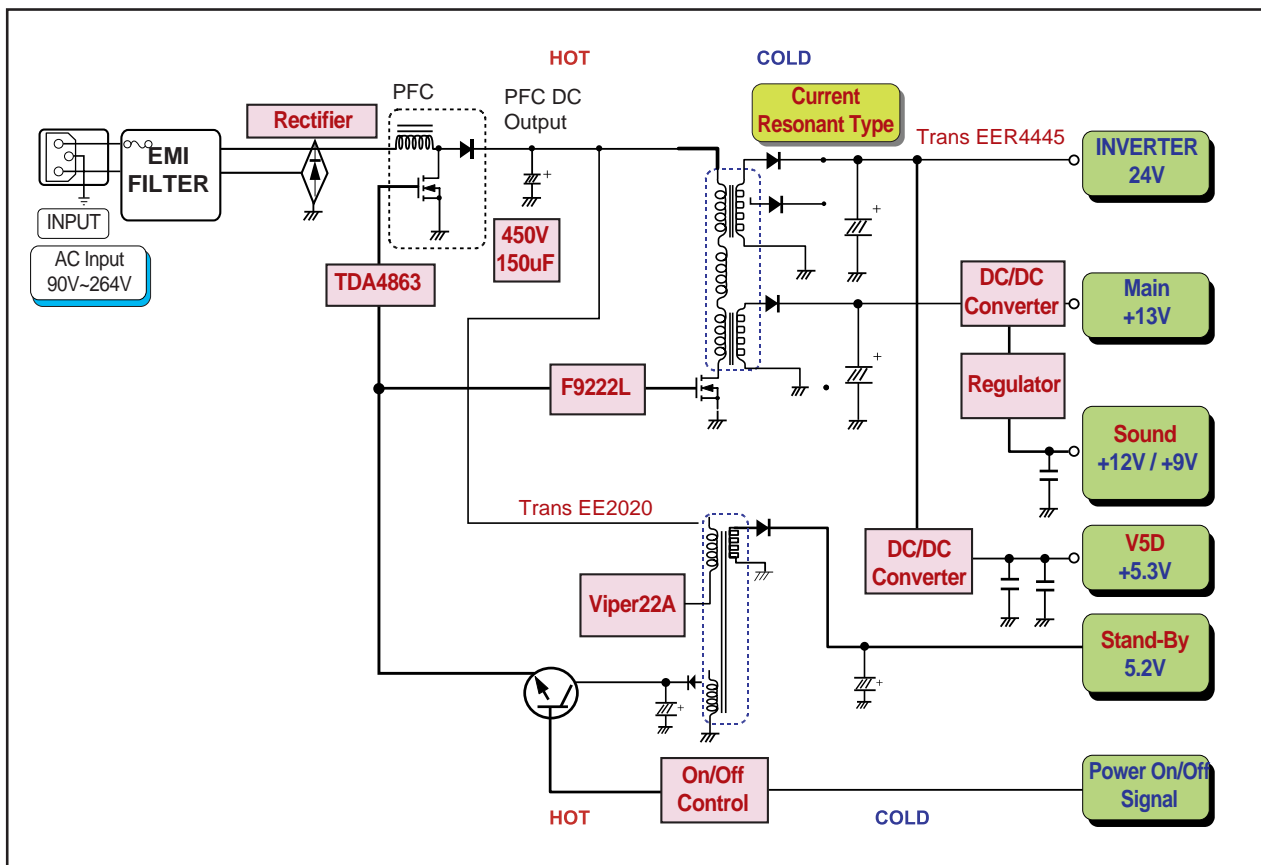 HOT
COLD
PFC
PFC DC
Output
Rectifier
Current
Resonant Type
Trans EER4445
INVERTER
24V
EMI
FILTER
INPUT
AC Input
90V~264V
450V
150uF
TDA4863
DC/DC
Converter
Main
+13V
F9222L
Regulator
Sound
+12V / +9V
Trans EE2020
DC/DC
Converter
V5D
+5.3V
Viper22A
Stand-By
5.2V
+
+
+
+
+
On/Off
Control
Power On/Off
Signal
HOT
COLD